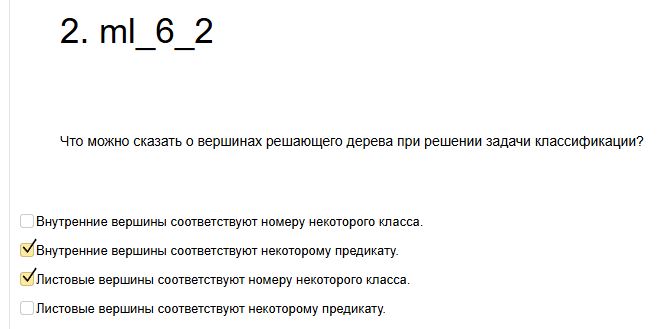 2. ml_6_2
Что можно сказать о вершинах решающего дерева при решении задачи классификации?
Внутренние вершины соответствуют номеру некоторого класса.
Внутренние вершины соответствуют некоторому предикату.
Листовые вершины соответствуют номеру некоторого класса.
Листовые вершины соответствуют некоторому предикату.